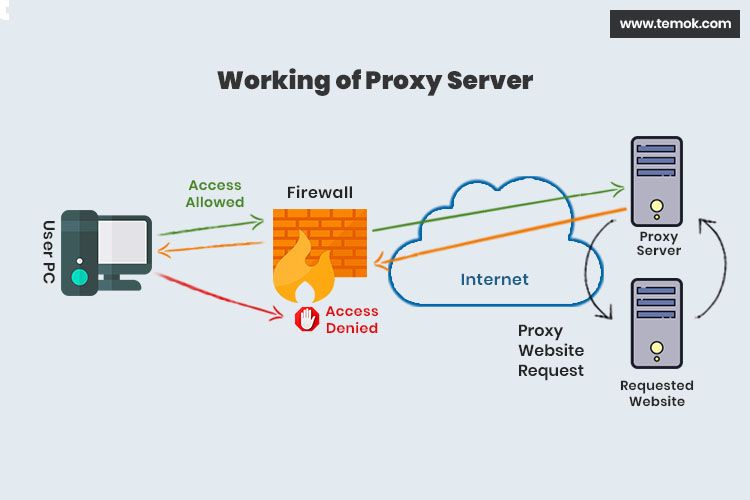 www.temok.com
Working of Proxy Server
Access
Allowed
Firewall
User PC
Internet
Proxy
Server
Access
Denied
Proxy
Website
Request
Requested
Website